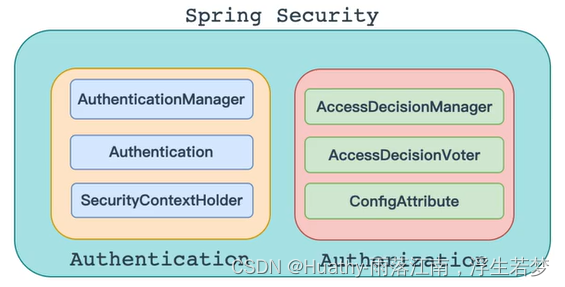 Spring Security
AuthenticationManager
Authentication
SecurityContextHolder
Authentication
AccessDecisionManager
AccessDecisionVoter
ConfigAttribute
Authorization
CSDN @Huathy-雨落江南，浮生若梦